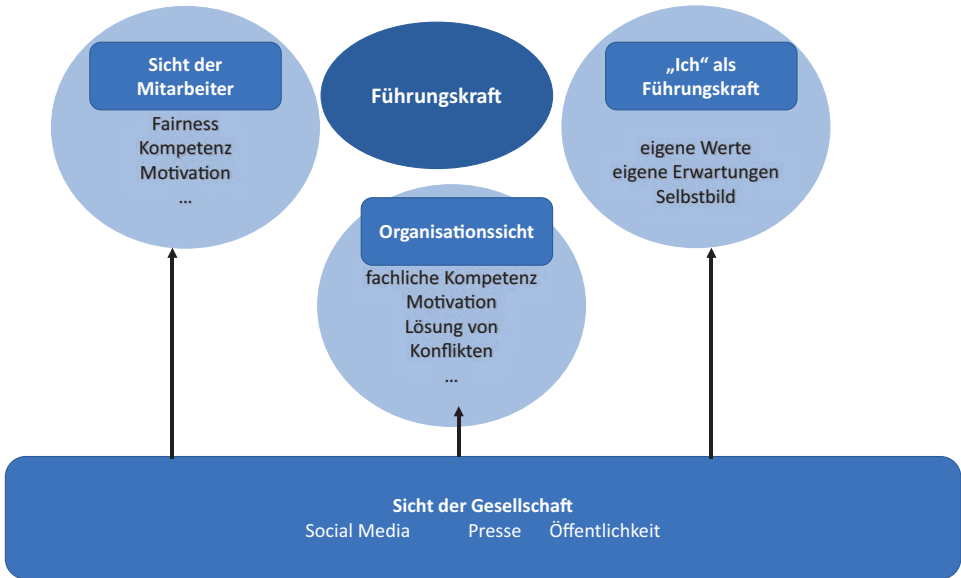 Sicht der
Mitarbeiter
Fairness
Kompetenz
Motivation
...
Führungskraft
„Ich“ als
Führungskraft
eigene Werte
eigene Erwartungen
Selbstbild
Organisationssicht
fachliche Kompetenz
Motivation
Lösung von
Konflikten
...
Sicht der Gesellschaft
Social Media Presse Öffentlichkeit